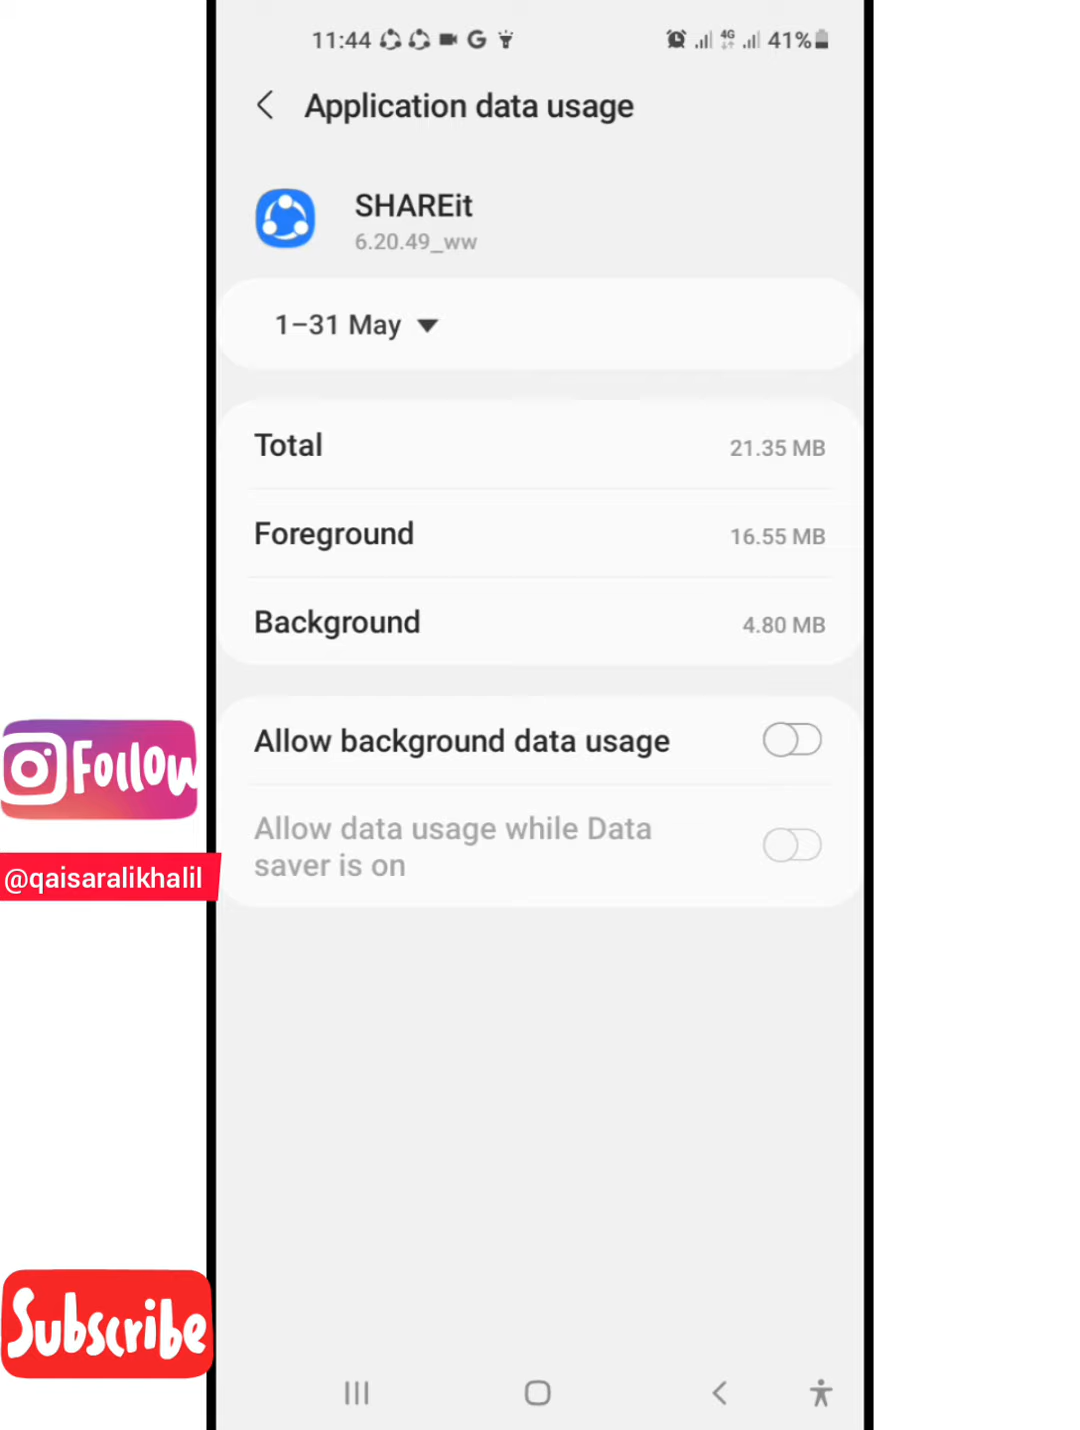 11:44
4G
41%
Application data usage
SHAREit
6.20.49_ww
1–31 May
Total 21.35 MB
Foreground 16.55 MB
Background 4.80 MB
Allow background data usage
Allow data usage while Data
saver is on
Follow
@qaisaralikhalil
Subscribe